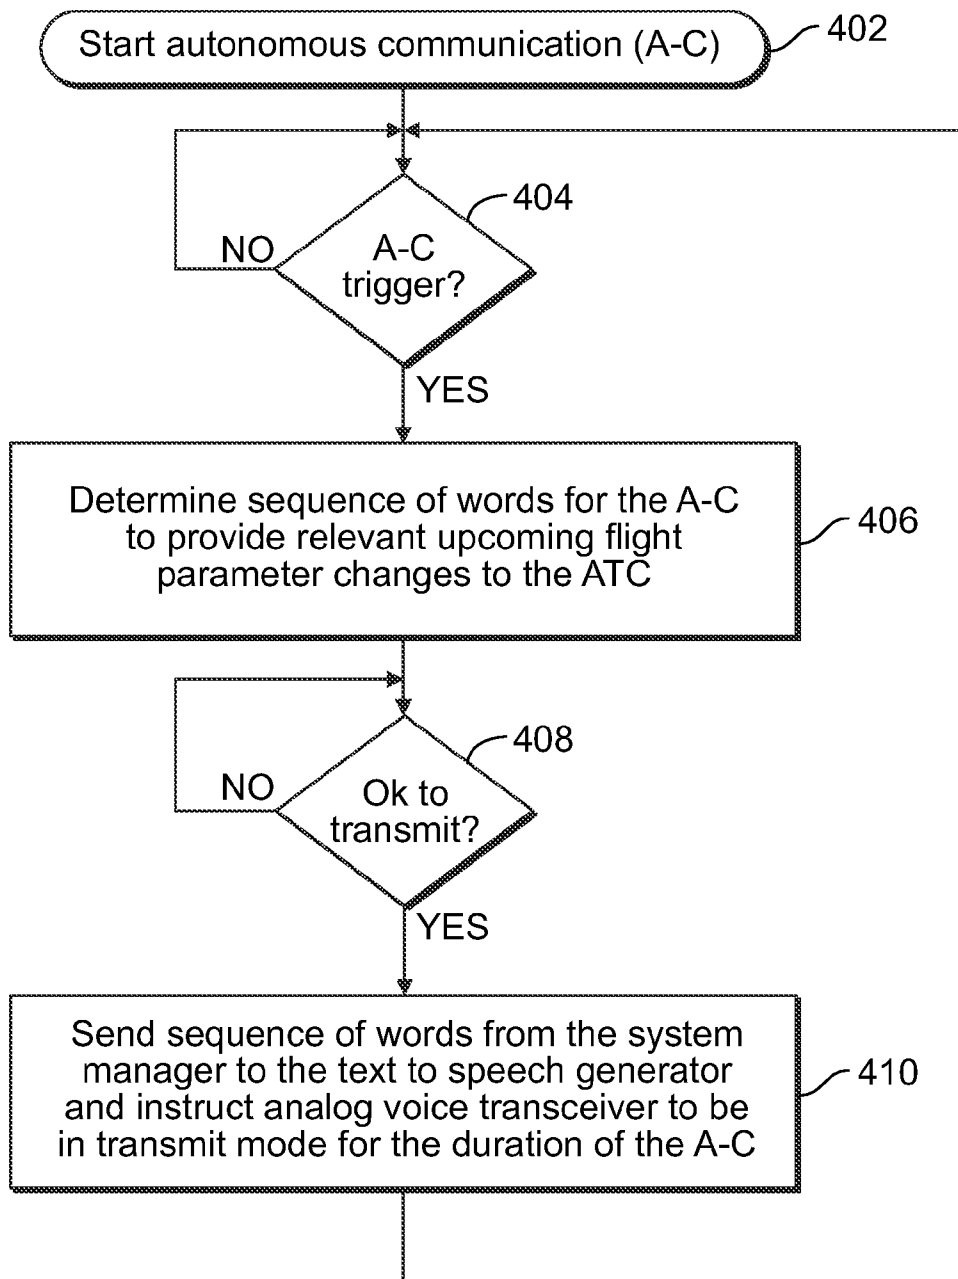 Start autonomous communication (A-C)
402
404
A-C
trigger?
NO
YES
Determine sequence of words for the A-C
to provide relevant upcoming flight
parameter changes to the ATC
406
408
Ok to
transmit?
NO
YES
Send sequence of words from the system
manager to the text to speech generator
and instruct analog voice transceiver to be
in transmit mode for the duration of the A-C
410